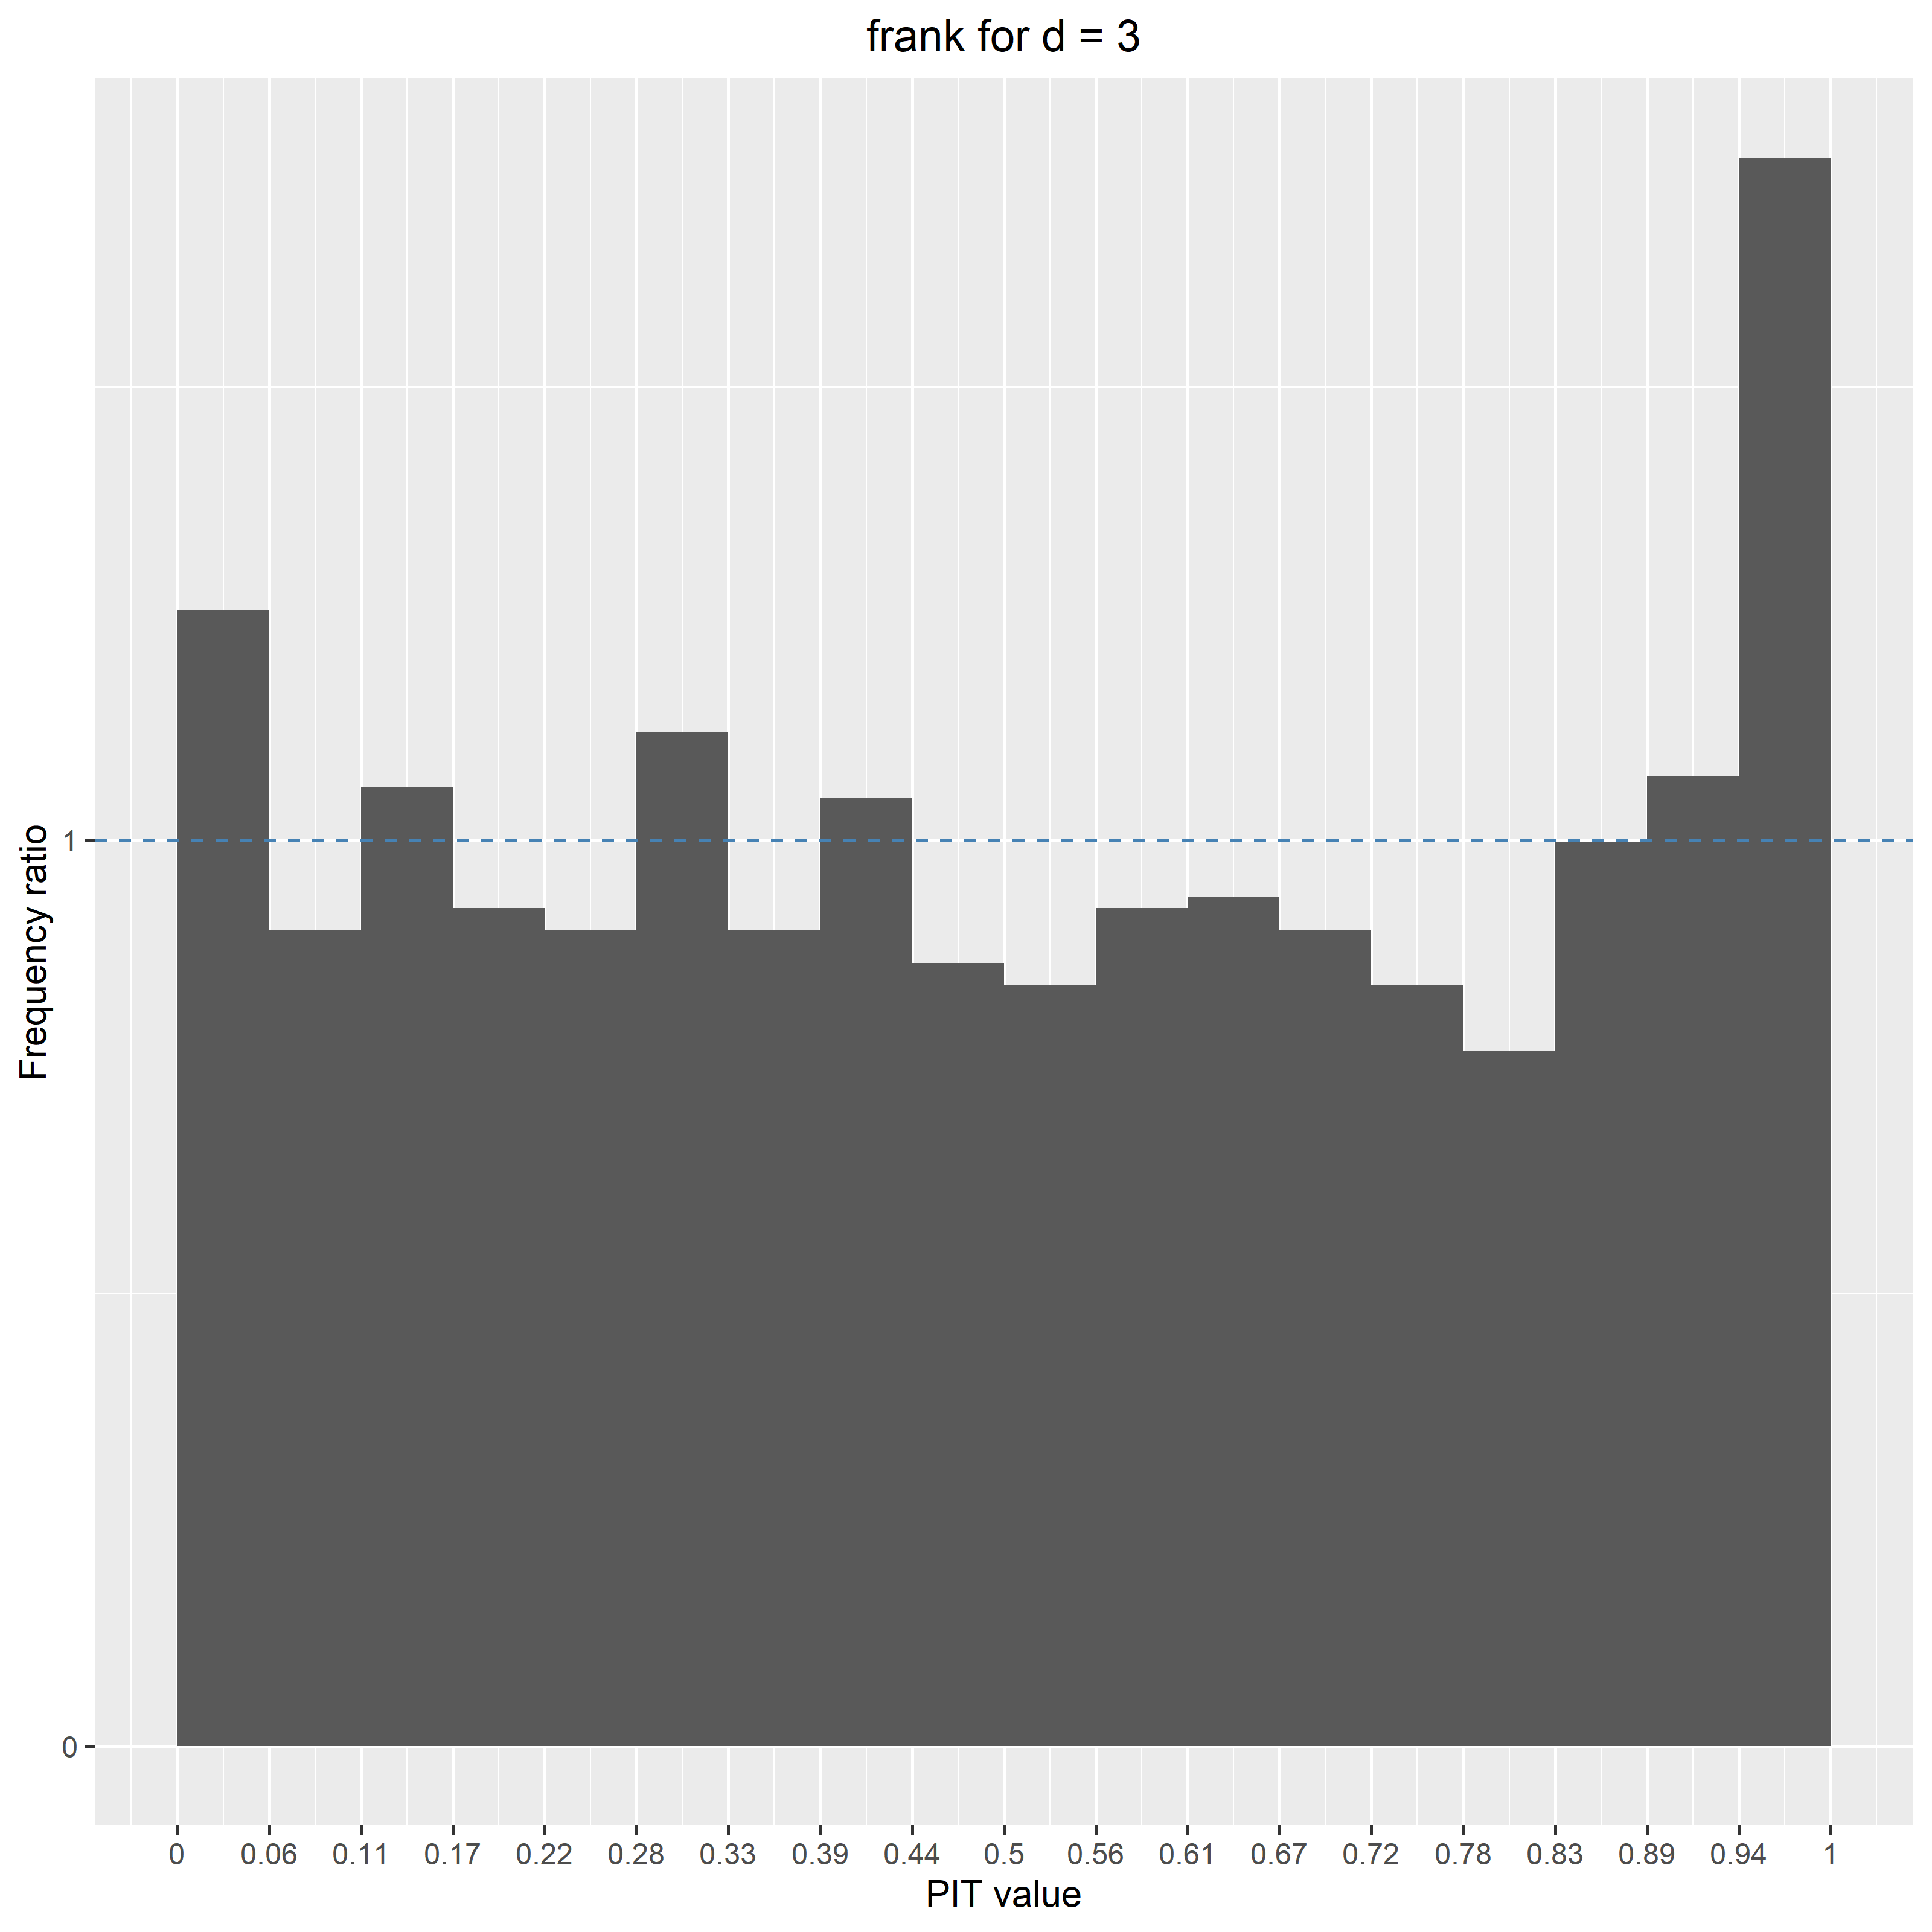 frank for d = 3
Frequency ratio
1
0
0 0.06 0.11 0.17 0.22 0.28 0.33 0.39 0.44 0.5 0.56 0.61 0.67 0.72 0.78 0.83 0.89 0.94 1
PIT value